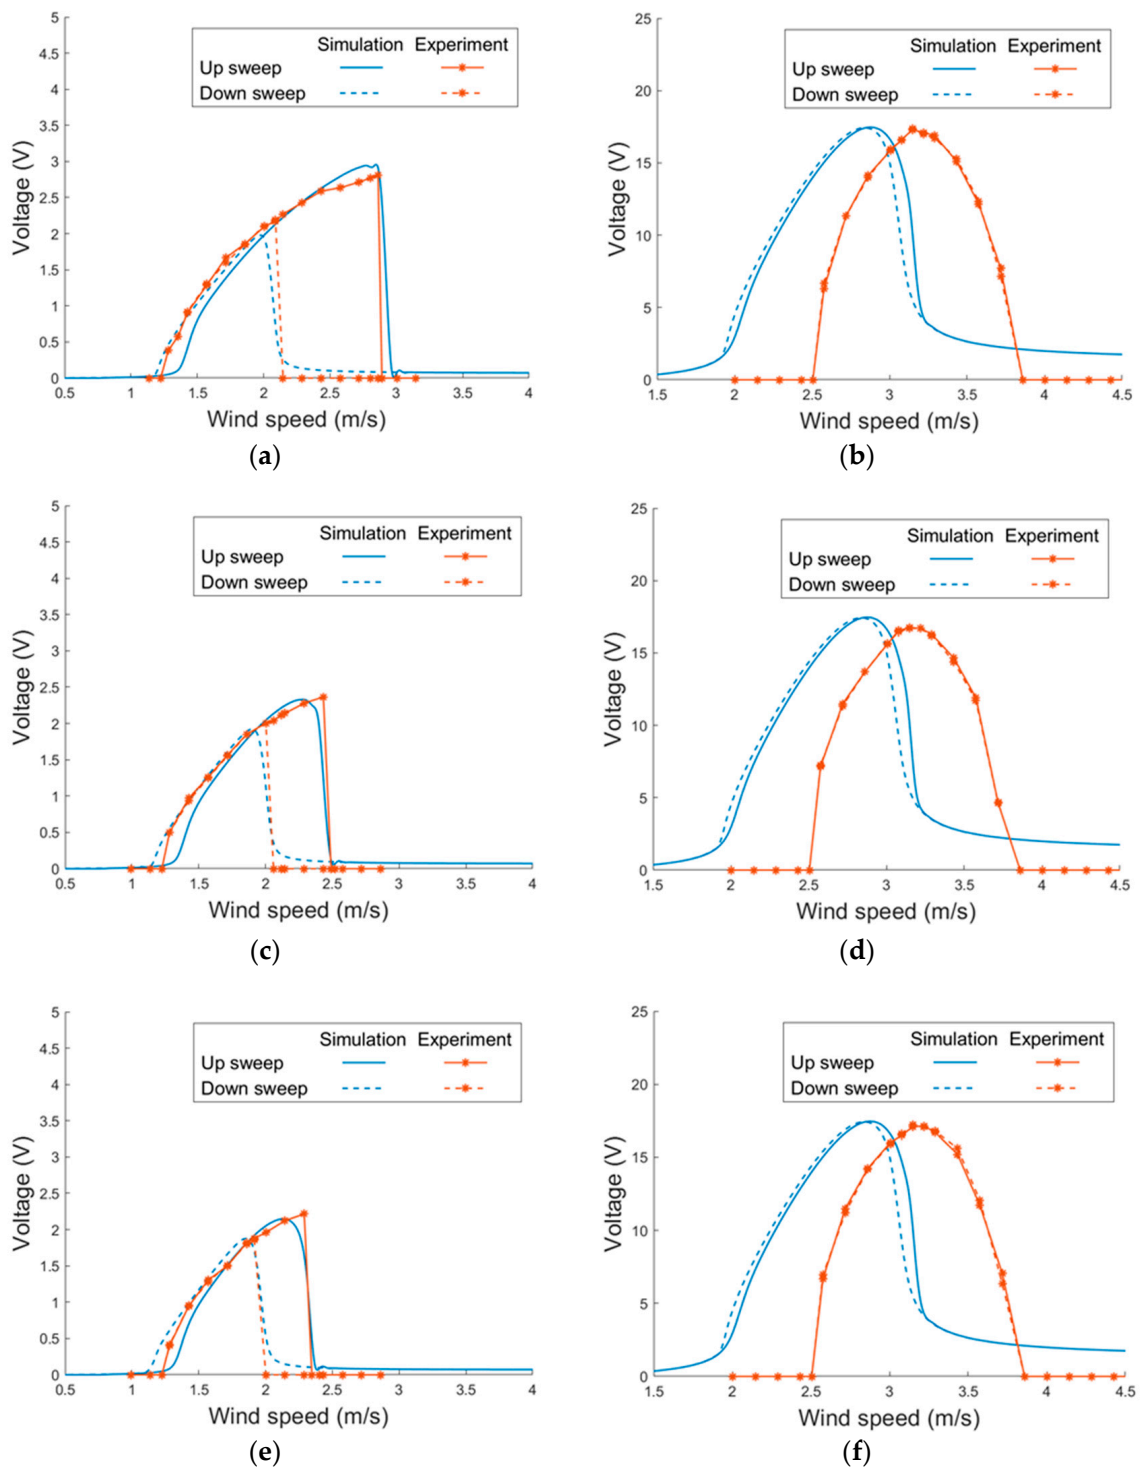 Simulation Experiment
Up sweep
Down sweep
Voltage (V)
5
4.5
4
3.5
3
2.5
2
1.5
1
0.5
0
0.5 1 1.5 2 2.5 3 3.5 4
Wind speed (m/s)
(a)
Simulation Experiment
Up sweep
Down sweep
Voltage (V)
25
20
15
10
5
0
1.5 2 2.5 3 3.5 4 4.5
Wind speed (m/s)
(b)
Simulation Experiment
Up sweep
Down sweep
Voltage (V)
5
4.5
4
3.5
3
2.5
2
1.5
1
0.5
0
0.5 1 1.5 2 2.5 3 3.5 4
Wind speed (m/s)
(c)
Simulation Experiment
Up sweep
Down sweep
Voltage (V)
25
20
15
10
5
0
1.5 2 2.5 3 3.5 4 4.5
Wind speed (m/s)
(d)
Simulation Experiment
Up sweep
Down sweep
Voltage (V)
5
4.5
4
3.5
3
2.5
2
1.5
1
0.5
0
0.5 1 1.5 2 2.5 3 3.5 4
Wind speed (m/s)
(e)
Simulation Experiment
Up sweep
Down sweep
Voltage (V)
25
20
15
10
5
0
1.5 2 2.5 3 3.5 4 4.5
Wind speed (m/s)
(f)